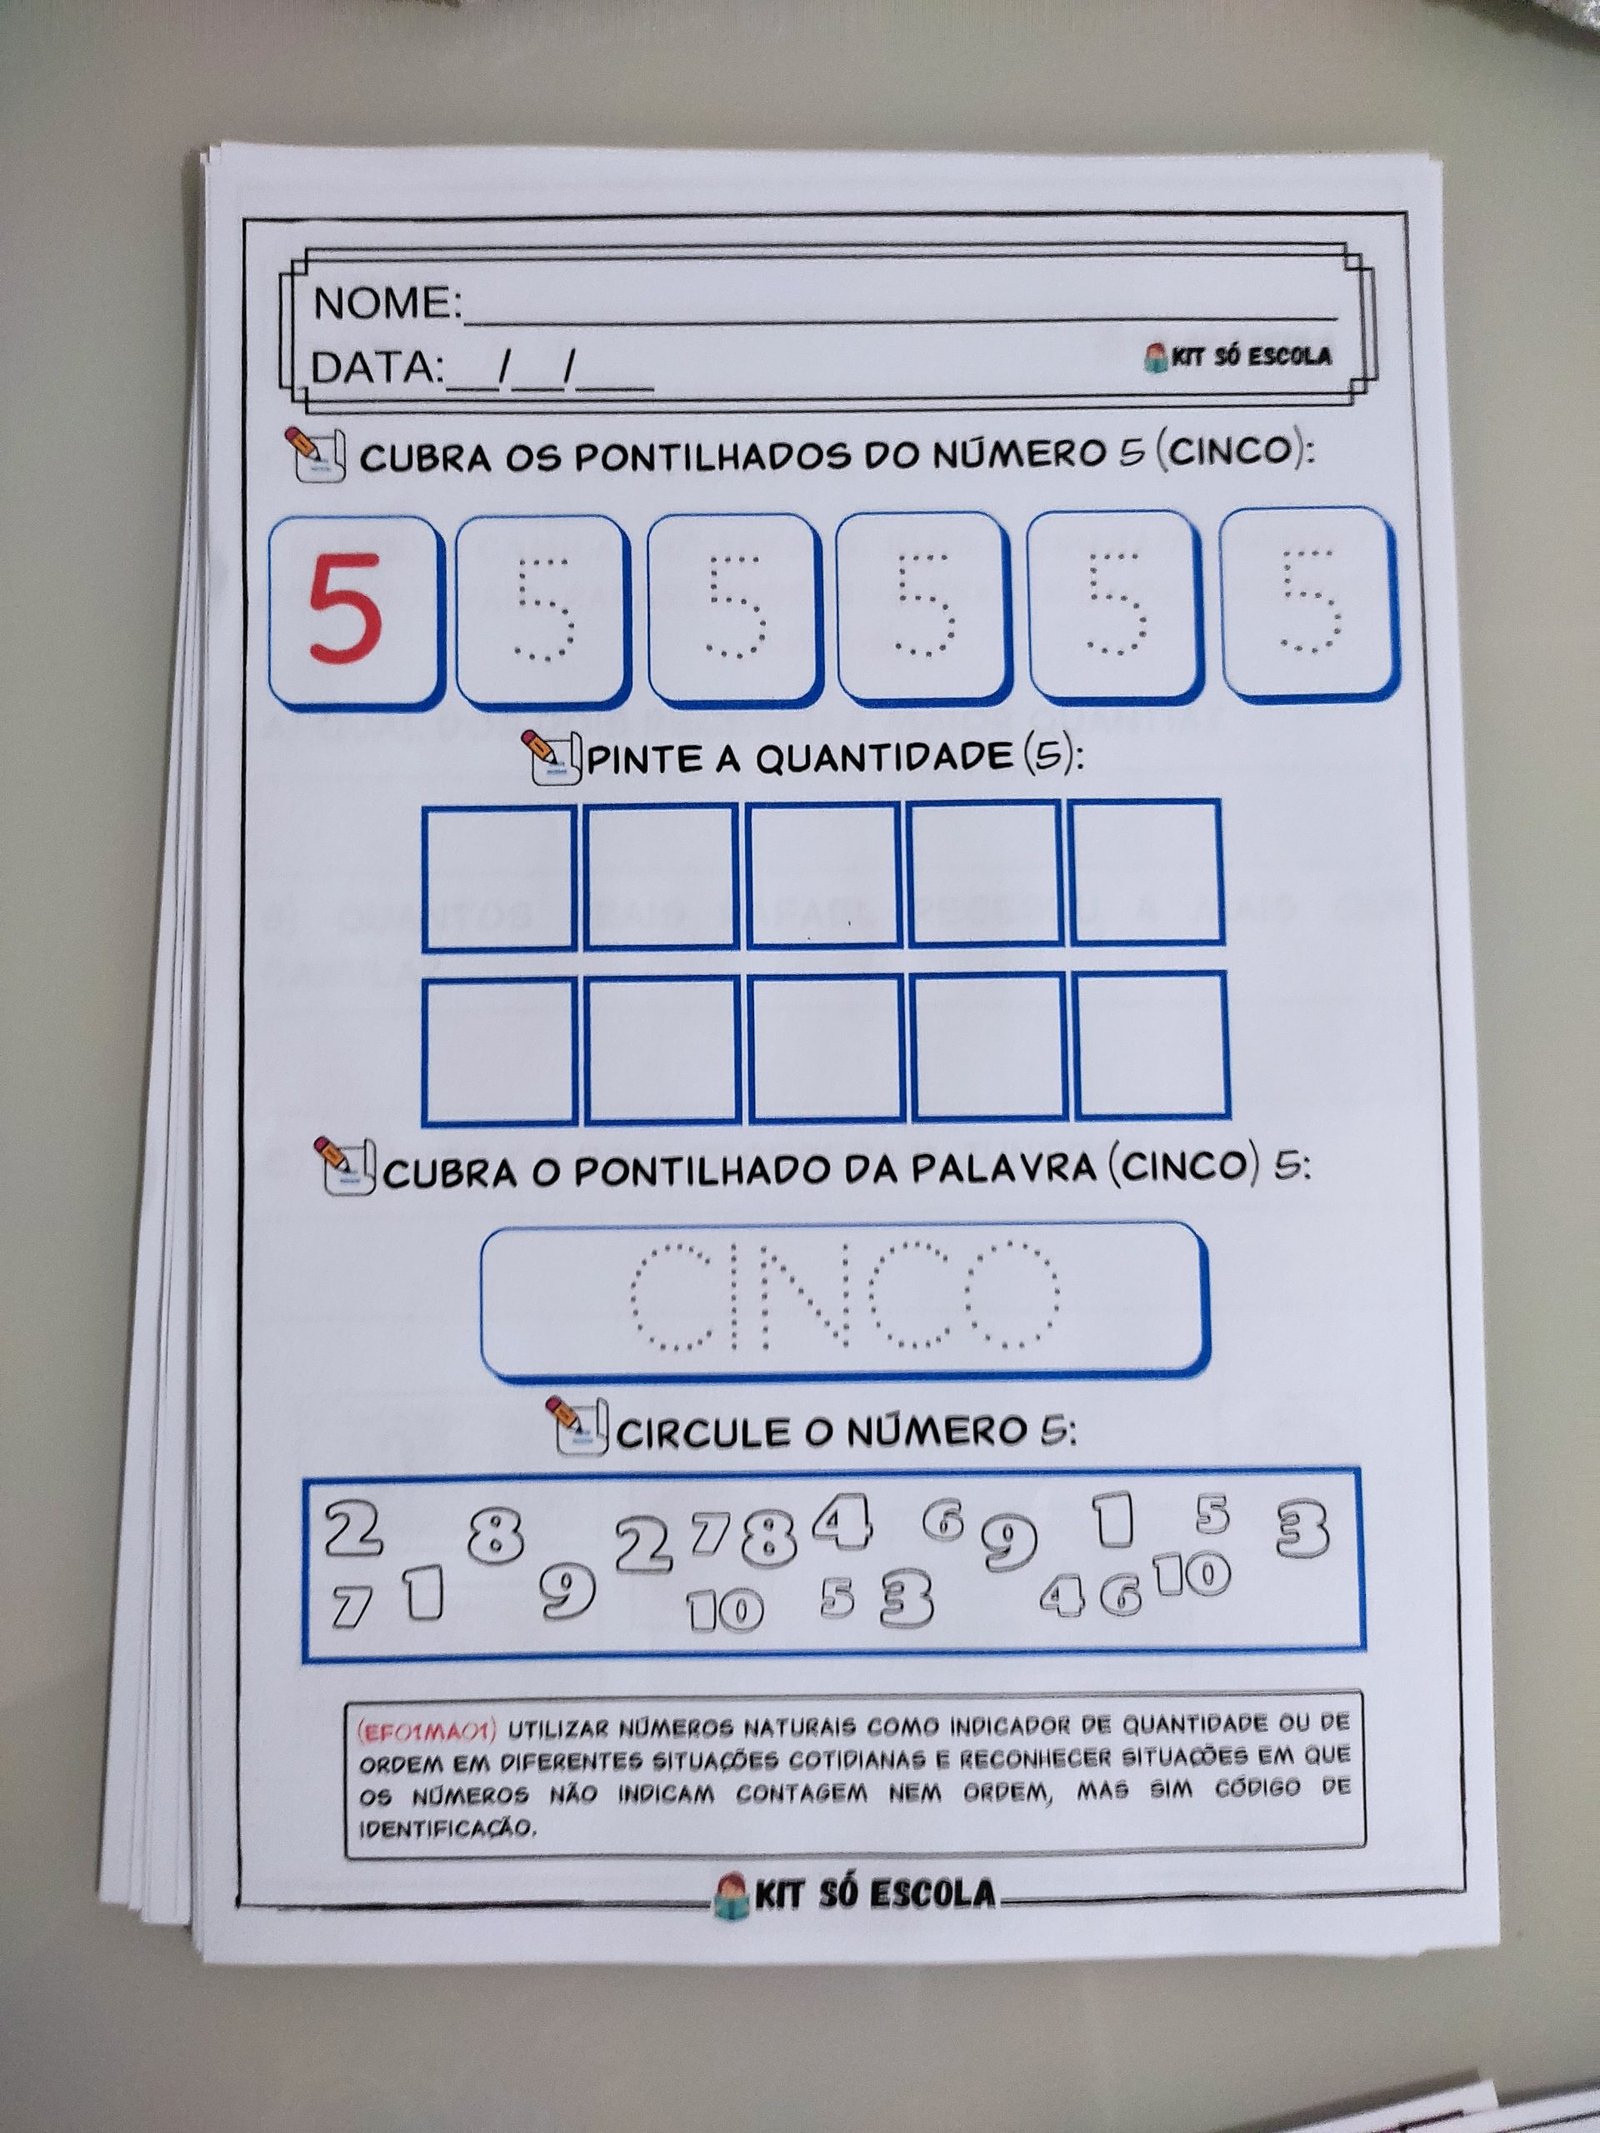 NOME:
DATA:__/__/___
KIT SÓ ESCOLA
CUBRA OS PONTILHADOS DO NÚMERO 5 (CINCO):
5 5 5 5 5 5
PINTE A QUANTIDADE (5):
CUBRA O PONTILHADO DA PALAVRA (CINCO) 5:
CINCO
CIRCULE O NÚMERO 5:
2 8 2 7 8 4 6 9 1 5 3
7 1 9 10 5 3 4 6 10
(EF01MA01) UTILIZAR NÚMEROS NATURAIS COMO INDICADOR DE QUANTIDADE OU DE
ORDEM EM DIFERENTES SITUAÇÕES COTIDIANAS E RECONHECER SITUAÇÕES EM QUE
OS NÚMEROS NÃO INDICAM CONTAGEM NEM ORDEM, MAS SIM CÓDIGO DE
IDENTIFICAÇÃO.
KIT SÓ ESCOLA